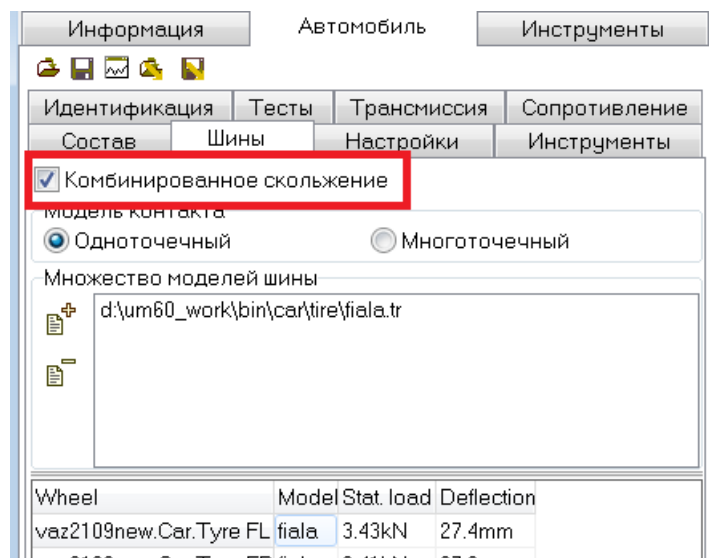 Информация Автомобиль Инструменты
Идентификация Тесты Трансмиссия Сопротивление
Состав Шины Настройки Инструменты
Комбинированное скольжение
Модель контакта
Одноточечный Многоточечный
Множество моделей шины
d:\um60_work\bin\car\tire\fiala.tr
Wheel Model Stat. load Deflection
vaz2109new.Car.Tyre FL fiala 3.43kN 27.4mm